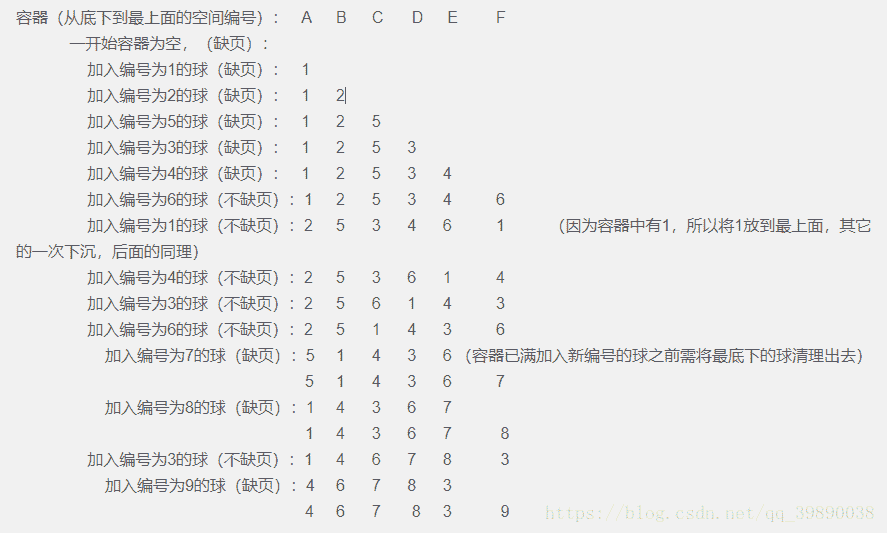 容器（从底下到最上面的空间编号）： A B C D E F
一开始容器为空，（缺页）：
加入编号为1的球（缺页）： 1
加入编号为2的球（缺页）： 1 2
加入编号为5的球（缺页）： 1 2 5
加入编号为3的球（缺页）： 1 2 5 3
加入编号为4的球（缺页）： 1 2 5 3 4
加入编号为6的球（不缺页）：1 2 5 3 4 6
加入编号为1的球（不缺页）：2 5 3 4 6 1 （因为容器中有1，所以将1放到最上面，其它
的一次下沉，后面的同理）
加入编号为4的球（不缺页）：2 5 3 6 1 4
加入编号为3的球（不缺页）：2 5 6 1 4 3
加入编号为6的球（不缺页）：2 5 1 4 3 6
加入编号为7的球（缺页）：5 1 4 3 6（容器已满加入新编号的球之前需将最底下的球清理出去）
5 1 4 3 6 7
加入编号为8的球（缺页）：1 4 3 6 7
1 4 3 6 7 8
加入编号为3的球（不缺页）：1 4 6 7 8 3
加入编号为9的球（缺页）：4 6 7 8 3
4 6 7 8 3 9
https://blog.csdn.net/qq_39890038